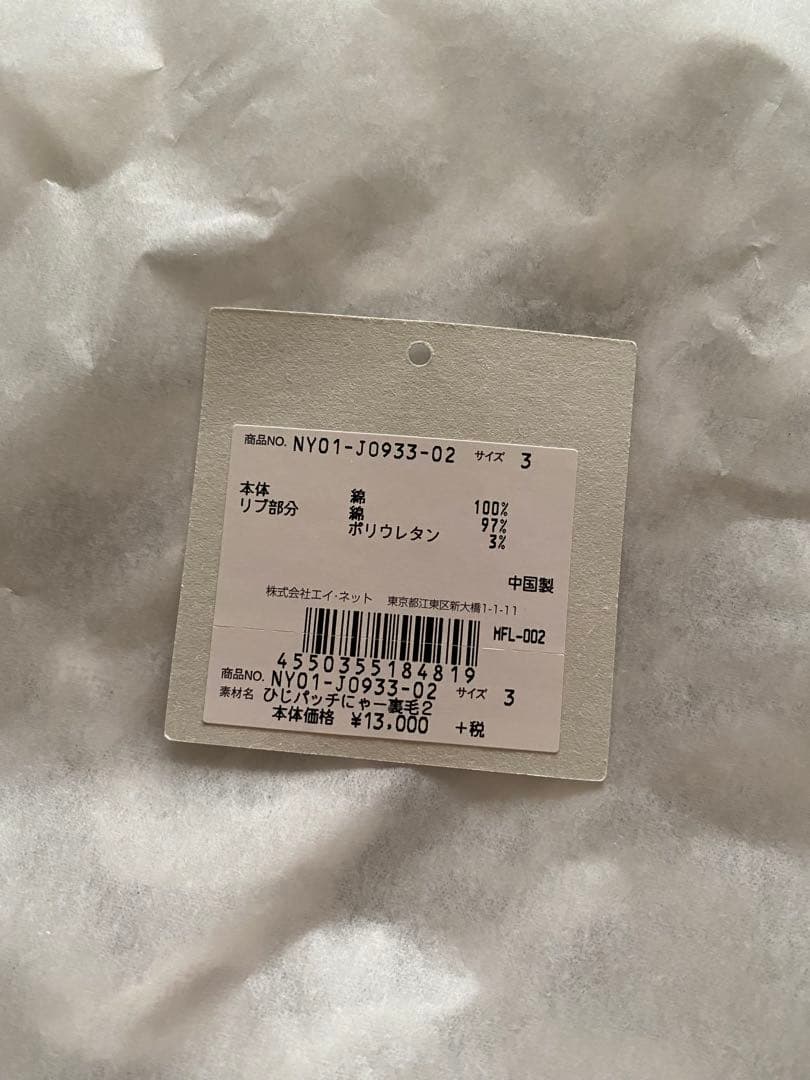 商品NO. NY01-J0933-02 サイズ 3
本体 綿 100%
リブ部分 綿 97%
ポリウレタン 3%
中国製
株式会社エイ・ネット 東京都江東区新大橋1-1-11
MFL-002
4550355184819
商品NO. NY01-J0933-02 サイズ 3
素材名 ひじパッチにゃー裏毛2
本体価格 ¥13,000 +税